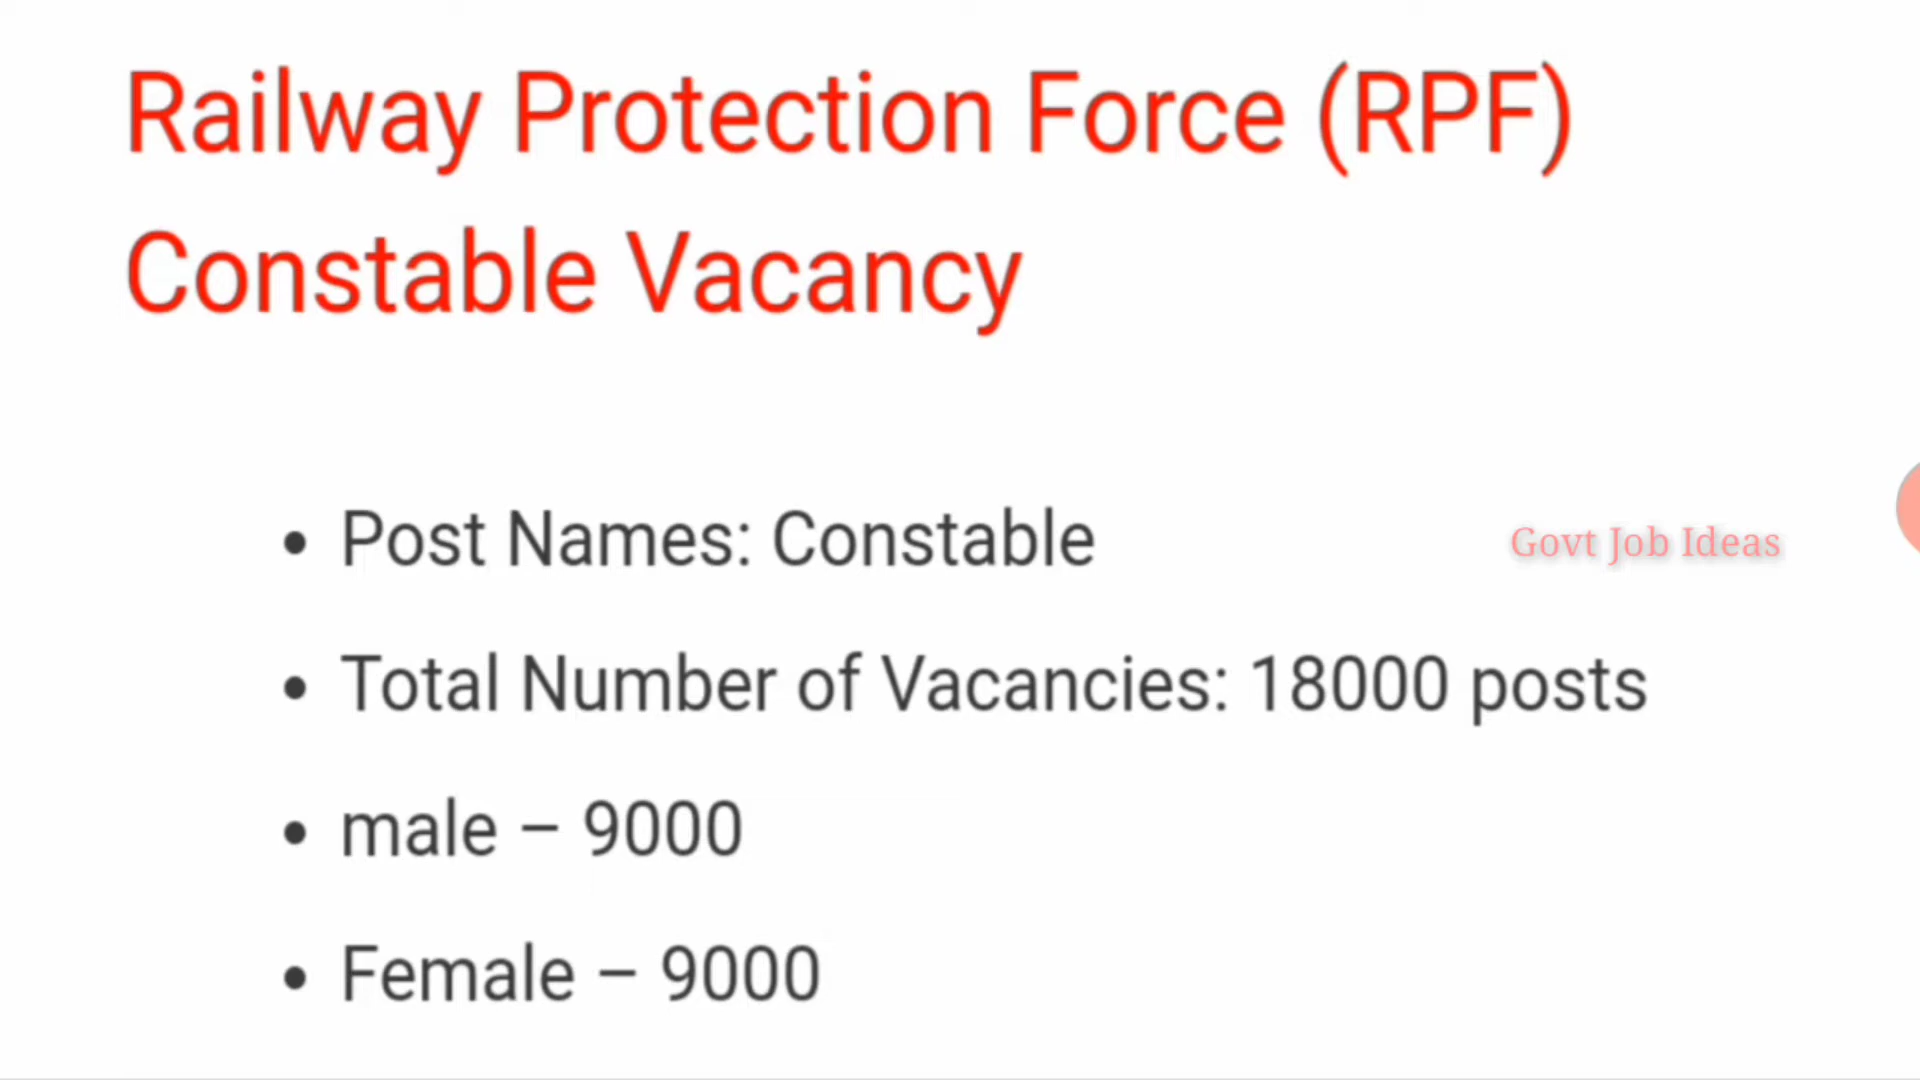 Railway Protection Force (RPF)
Constable Vacancy
• Post Names: Constable
Govt Job Ideas
• Total Number of Vacancies: 18000 posts
• male – 9000
• Female – 9000